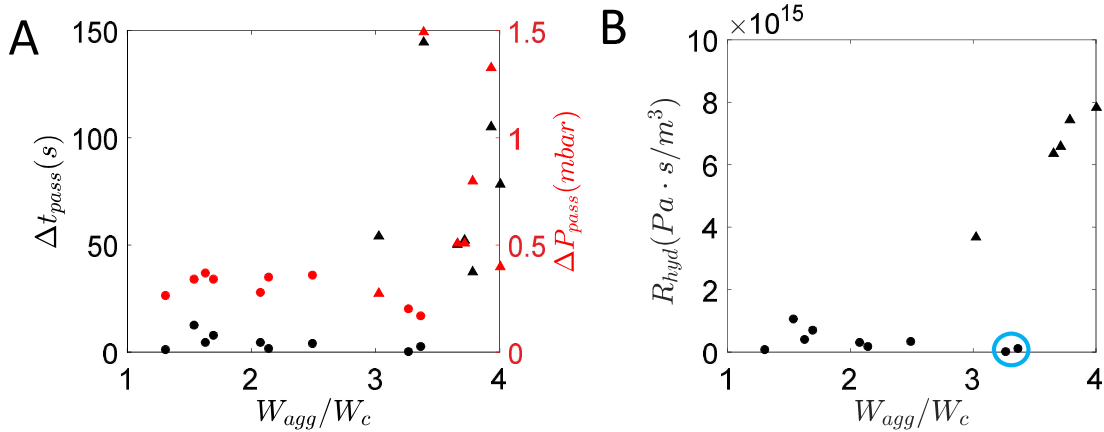 A
150
100
50
0
Δt_pass(s)
1.5
1
0.5
0
ΔP_pass(mbar)
1 2 3 4
W_agg/W_c
B
×10^15
10
8
6
4
2
0
R_hyd(Pa · s/m^3)
1 2 3 4
W_agg/W_c